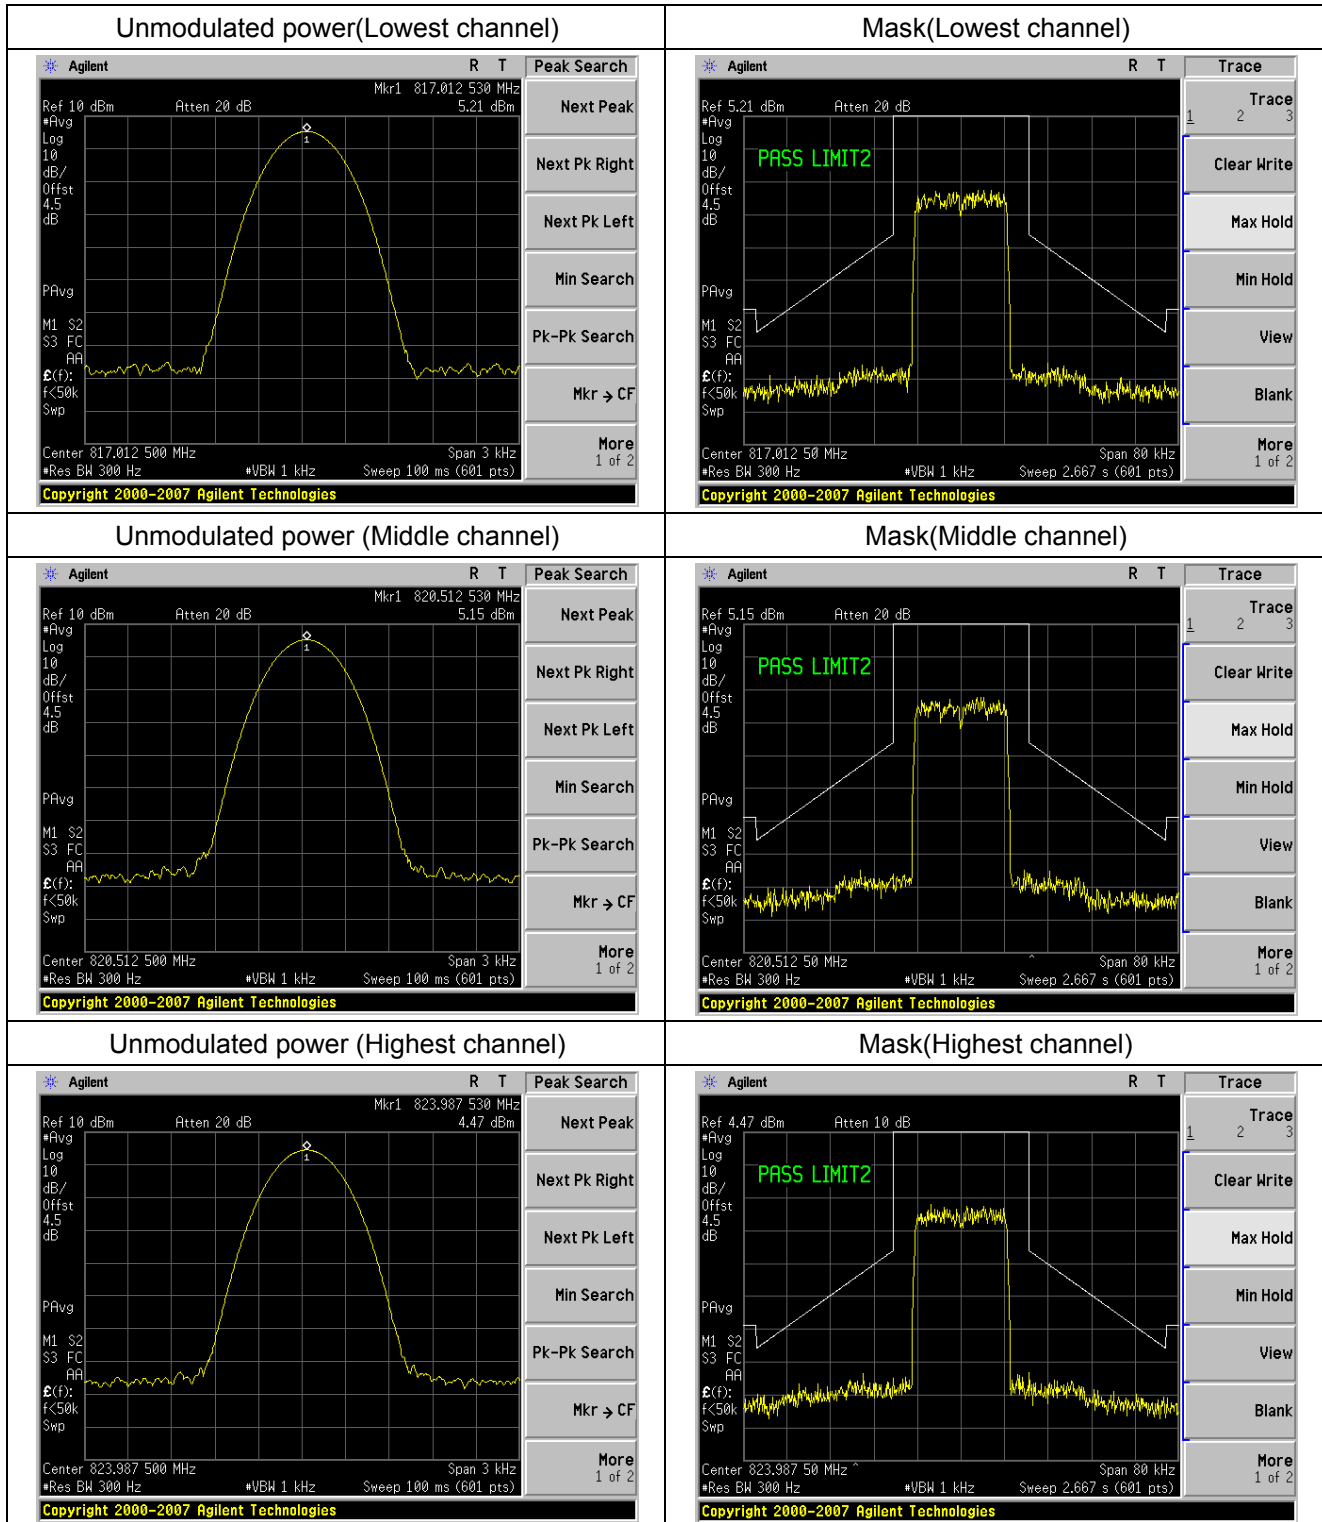 Unmodulated power(Lowest channel)
Mask(Lowest channel)
Agilent R T Peak Search
Mkr1 817.012 530 MHz
Ref 10 dBm Atten 20 dB 5.21 dBm
#Avg
Log
10
dB/
Offst
4.5
dB
PAvg
M1 S2
S3 FC
AA
£(f):
f<50k
Swp
1
Center 817.012 500 MHz Span 3 kHz
#Res BW 300 Hz #VBW 1 kHz Sweep 100 ms (601 pts)
Copyright 2000-2007 Agilent Technologies
Next Peak
Next Pk Right
Next Pk Left
Min Search
Pk-Pk Search
Mkr → CF
More
1 of 2
Agilent R T Trace
Ref 5.21 dBm Atten 20 dB
#Avg
Log
10
dB/
Offst
4.5
dB
PAvg
M1 S2
S3 FC
AA
£(f):
f<50k
Swp
PASS LIMIT2
Center 817.012 50 MHz Span 80 kHz
#Res BW 300 Hz #VBW 1 kHz Sweep 2.667 s (601 pts)
Copyright 2000-2007 Agilent Technologies
Trace
1 2 3
Clear Write
Max Hold
Min Hold
View
Blank
More
1 of 2
Unmodulated power (Middle channel)
Mask(Middle channel)
Agilent R T Peak Search
Mkr1 820.512 530 MHz
Ref 10 dBm Atten 20 dB 5.15 dBm
#Avg
Log
10
dB/
Offst
4.5
dB
PAvg
M1 S2
S3 FC
AA
£(f):
f<50k
Swp
1
Center 820.512 500 MHz Span 3 kHz
#Res BW 300 Hz #VBW 1 kHz Sweep 100 ms (601 pts)
Copyright 2000-2007 Agilent Technologies
Next Peak
Next Pk Right
Next Pk Left
Min Search
Pk-Pk Search
Mkr → CF
More
1 of 2
Agilent R T Trace
Ref 5.15 dBm Atten 20 dB
#Avg
Log
10
dB/
Offst
4.5
dB
PAvg
M1 S2
S3 FC
AA
£(f):
f<50k
Swp
PASS LIMIT2
Center 820.512 50 MHz ^ Span 80 kHz
#Res BW 300 Hz #VBW 1 kHz Sweep 2.667 s (601 pts)
Copyright 2000-2007 Agilent Technologies
Trace
1 2 3
Clear Write
Max Hold
Min Hold
View
Blank
More
1 of 2
Unmodulated power (Highest channel)
Mask(Highest channel)
Agilent R T Peak Search
Mkr1 823.987 530 MHz
Ref 10 dBm Atten 20 dB 4.47 dBm
#Avg
Log
10
dB/
Offst
4.5
dB
PAvg
M1 S2
S3 FC
AA
£(f):
f<50k
Swp
1
Center 823.987 500 MHz Span 3 kHz
#Res BW 300 Hz #VBW 1 kHz Sweep 100 ms (601 pts)
Copyright 2000-2007 Agilent Technologies
Next Peak
Next Pk Right
Next Pk Left
Min Search
Pk-Pk Search
Mkr → CF
More
1 of 2
Agilent R T Trace
Ref 4.47 dBm Atten 10 dB
#Avg
Log
10
dB/
Offst
4.5
dB
PAvg
M1 S2
S3 FC
AA
£(f):
f<50k
Swp
PASS LIMIT2
Center 823.987 50 MHz ^ Span 80 kHz
#Res BW 300 Hz #VBW 1 kHz Sweep 2.667 s (601 pts)
Copyright 2000-2007 Agilent Technologies
Trace
1 2 3
Clear Write
Max Hold
Min Hold
View
Blank
More
1 of 2